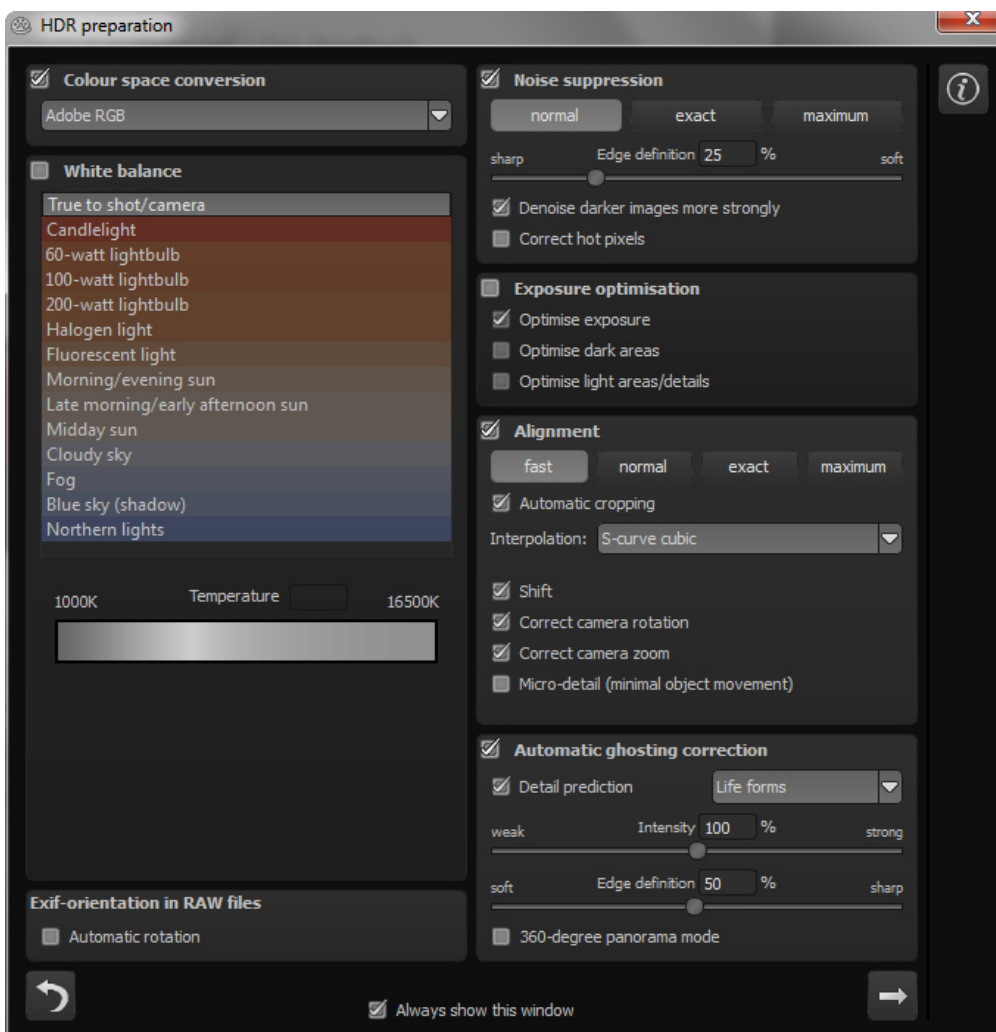 HDR preparation
Colour space conversion
Adobe RGB
White balance
True to shot/camera
Candlelight
60-watt lightbulb
100-watt lightbulb
200-watt lightbulb
Halogen light
Fluorescent light
Morning/evening sun
Late morning/early afternoon sun
Midday sun
Cloudy sky
Fog
Blue sky (shadow)
Northern lights
1000K Temperature 16500K
Exif-orientation in RAW files
Automatic rotation
Noise suppression
normal exact maximum
sharp Edge definition 25 % soft
Denoise darker images more strongly
Correct hot pixels
Exposure optimisation
Optimise exposure
Optimise dark areas
Optimise light areas/details
Alignment
fast normal exact maximum
Automatic cropping
Interpolation: S-curve cubic
Shift
Correct camera rotation
Correct camera zoom
Micro-detail (minimal object movement)
Automatic ghosting correction
Detail prediction Life forms
weak Intensity 100 % strong
soft Edge definition 50 % sharp
360-degree panorama mode
Always show this window